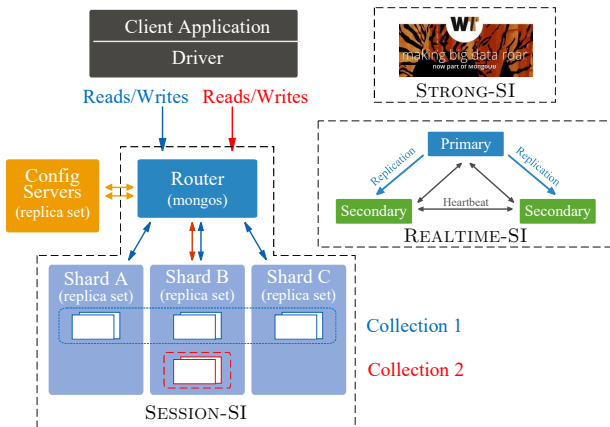 Client Application
Driver
Reads/Writes
Reads/Writes
Config
Servers
(replica set)
Router
(mongos)
Shard A
(replica set)
Shard B
(replica set)
Shard C
(replica set)
Collection 1
Collection 2
SESSION-SI
WT
making big data roar
now part of MongoDB
STRONG-SI
Primary
Replication
Replication
Secondary
Heartbeat
Secondary
REALTIME-SI